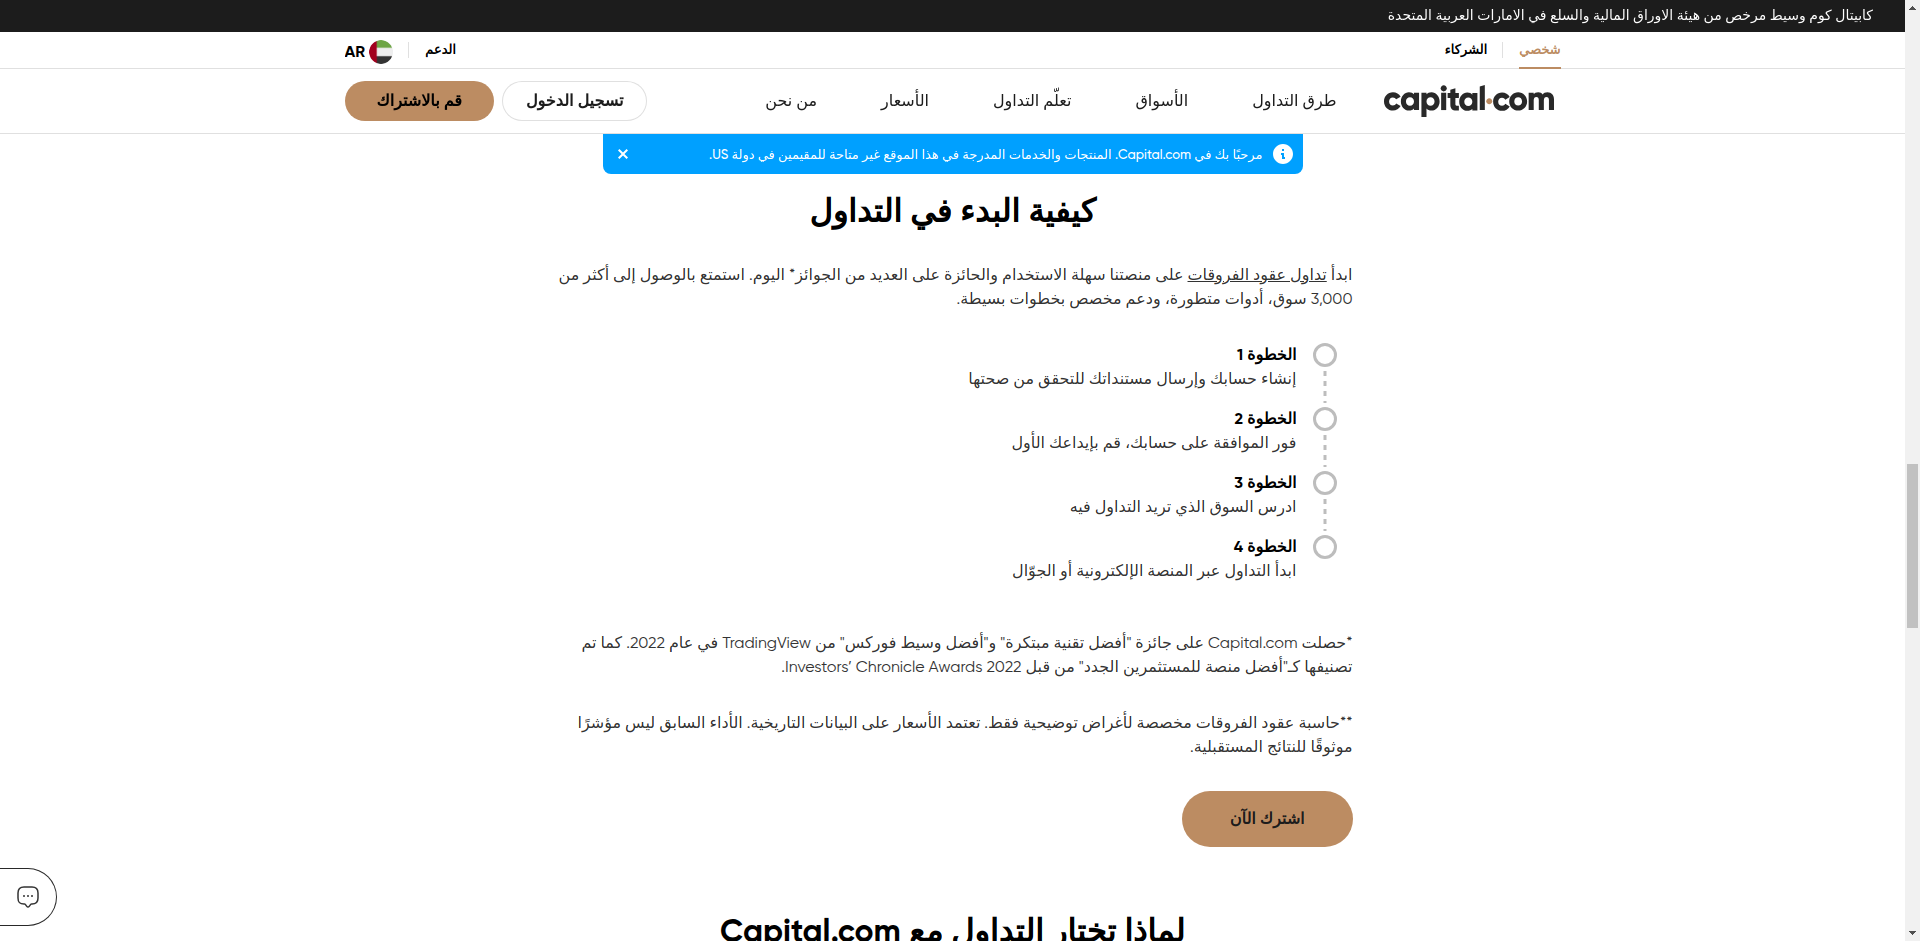 كابيتال كوم وسيط مرخص من هيئة الاوراق المالية والسلع في الامارات العربية المتحدة
شخصي
الشركاء
الدعم
AR
capital.com
طرق التداول
الأسواق
تعلّم التداول
الأسعار
من نحن
تسجيل الدخول
قم بالاشتراك
مرحبًا بك في Capital.com. المنتجات والخدمات المدرجة في هذا الموقع غير متاحة للمقيمين في دولة US.
كيفية البدء في التداول
ابدأ تداول عقود الفروقات على منصتنا سهلة الاستخدام والحائزة على العديد من الجوائز* اليوم. استمتع بالوصول إلى أكثر من
3,000 سوق، أدوات متطورة، ودعم مخصص بخطوات بسيطة.
الخطوة 1
إنشاء حسابك وإرسال مستنداتك للتحقق من صحتها
الخطوة 2
فور الموافقة على حسابك، قم بإيداعك الأول
الخطوة 3
ادرس السوق الذي تريد التداول فيه
الخطوة 4
ابدأ التداول عبر المنصة الإلكترونية أو الجوّال
*حصلت Capital.com على جائزة "أفضل تقنية مبتكرة" و"أفضل وسيط فوركس" من TradingView في عام 2022. كما تم
تصنيفها كـ"أفضل منصة للمستثمرين الجدد" من قبل Investors’ Chronicle Awards 2022.
**حاسبة عقود الفروقات مخصصة لأغراض توضيحية فقط. تعتمد الأسعار على البيانات التاريخية. الأداء السابق ليس مؤشرًا
موثوقًا للنتائج المستقبلية.
اشترك الآن
لماذا تختار التداول مع Capital.com